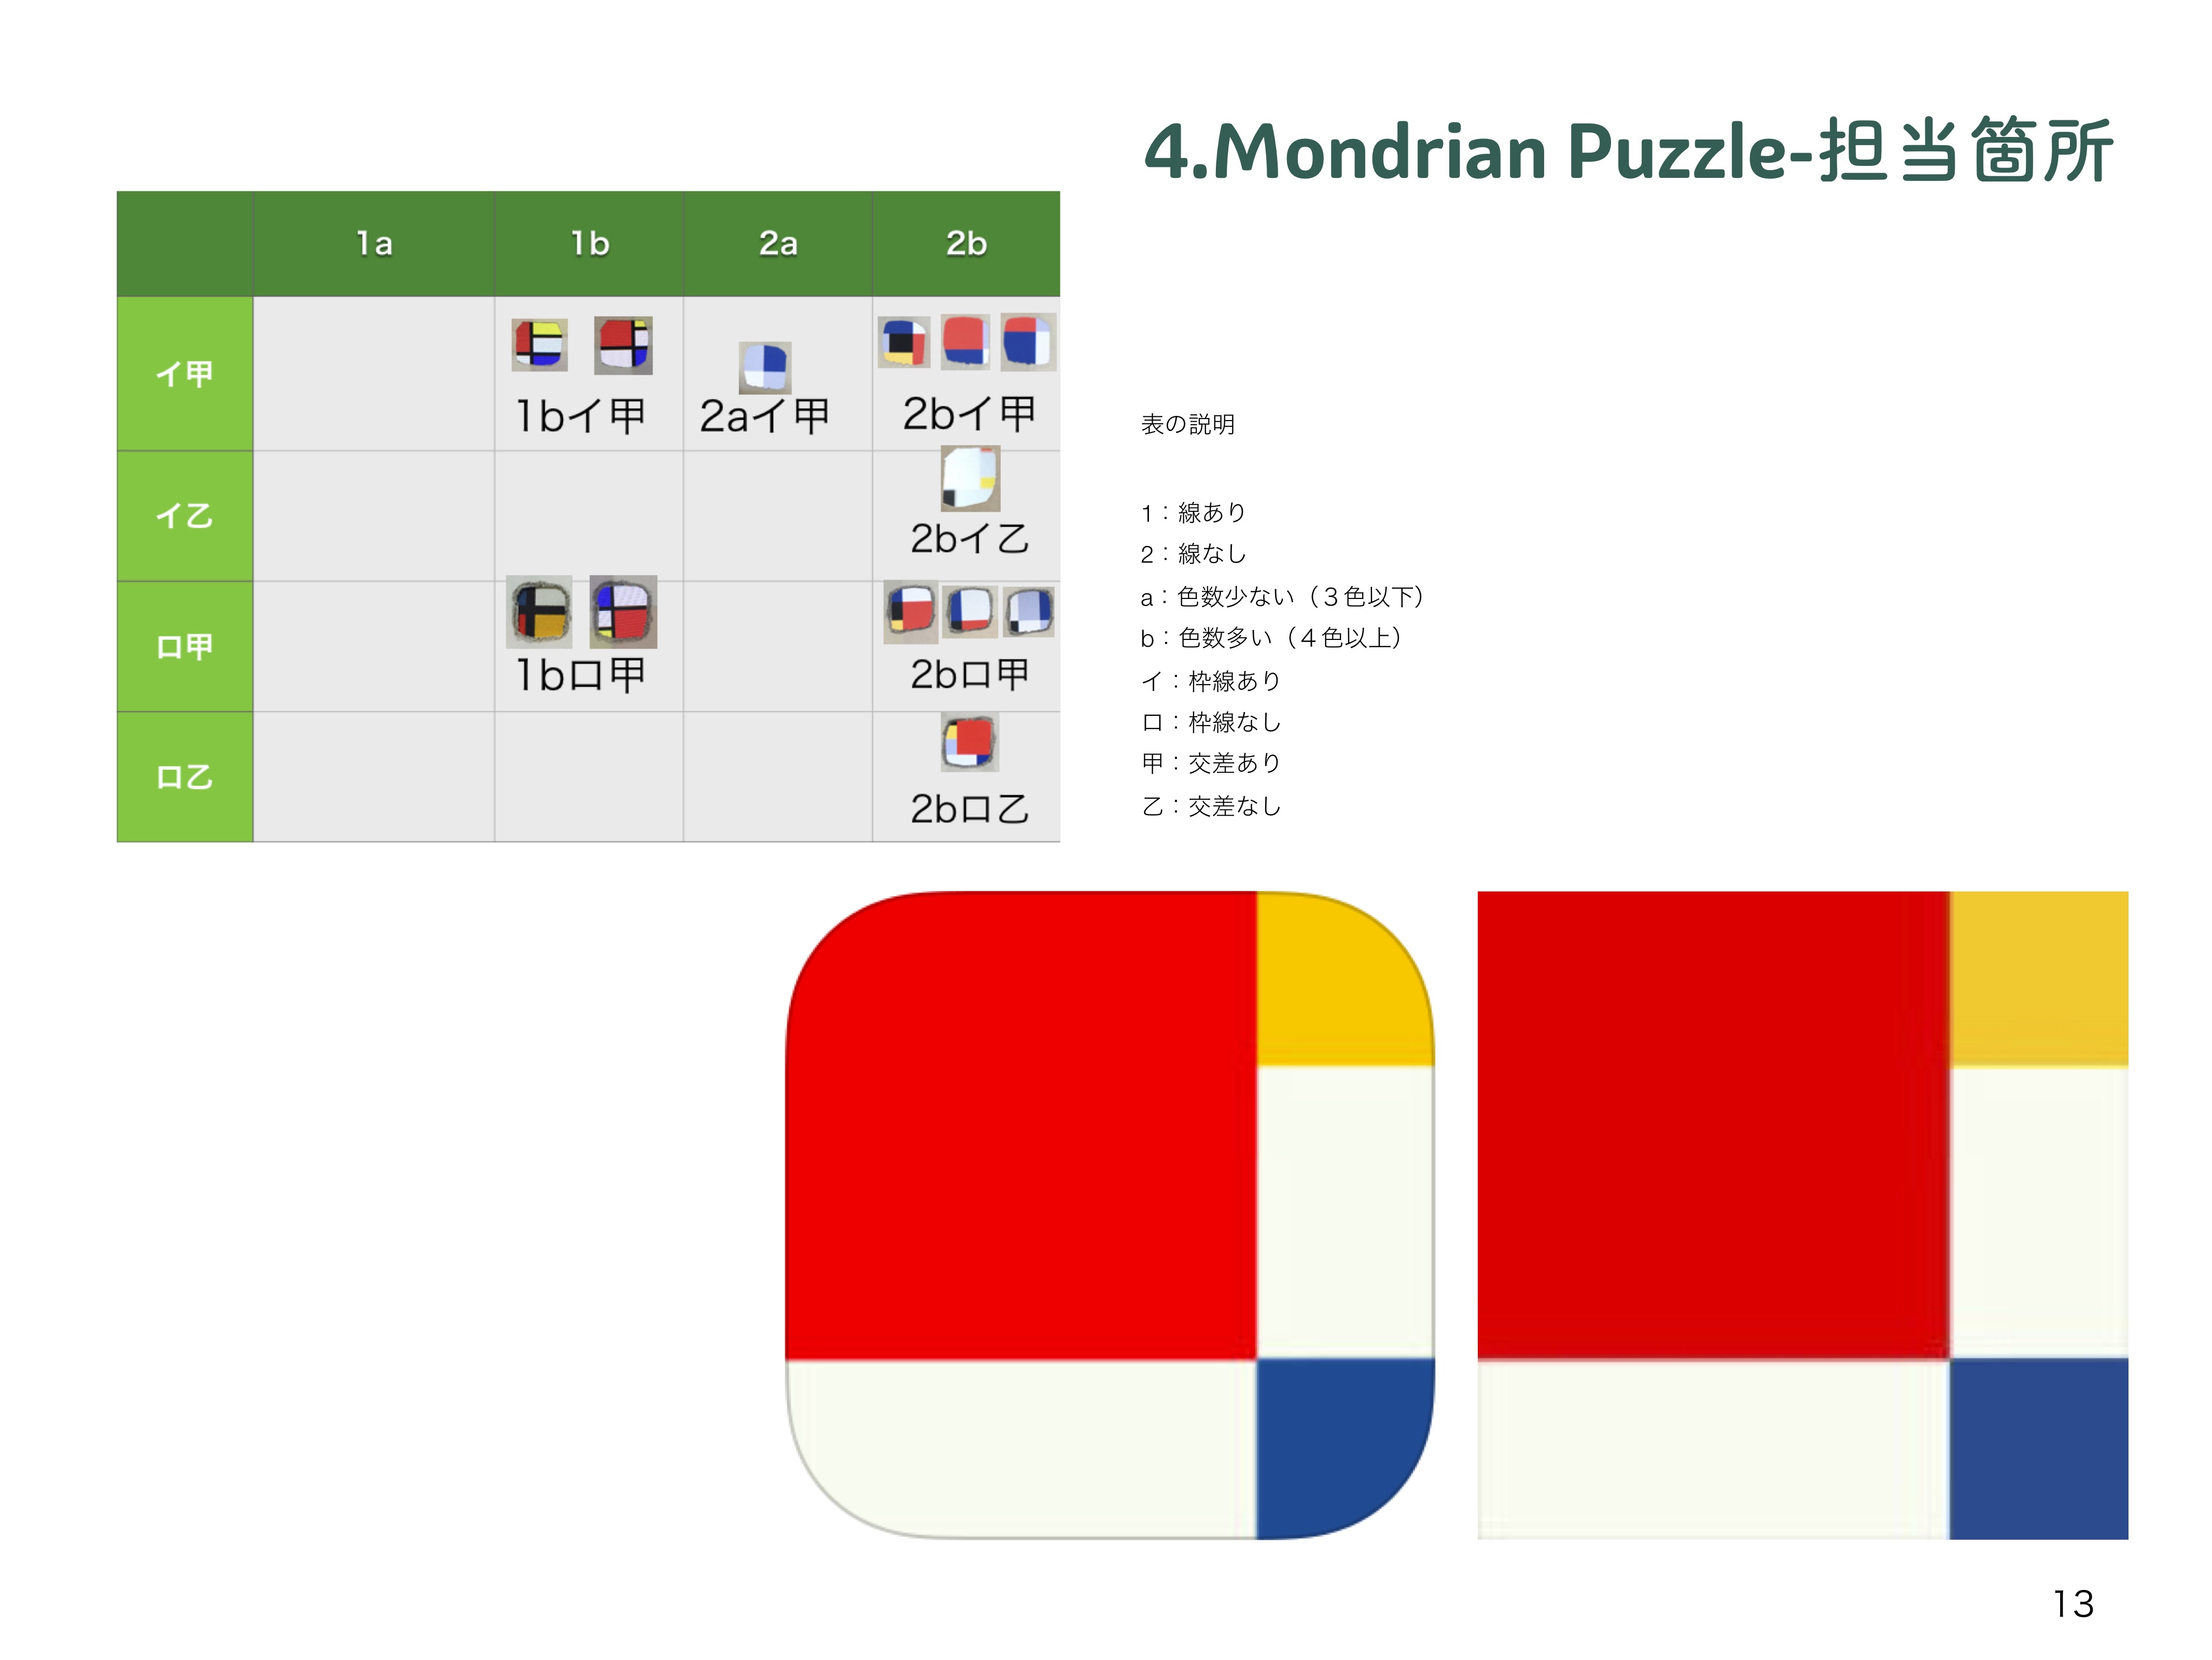 4.Mondrian Puzzle-担当箇所
1a 1b 2a 2b
イ甲
1bイ甲 2aイ甲 2bイ甲
イ乙
2bイ乙
ロ甲
1bロ甲 2bロ甲
ロ乙
2bロ乙
表の説明
1：線あり
2：線なし
a：色数少ない（３色以下）
b：色数多い（４色以上）
イ：枠線あり
ロ：枠線なし
甲：交差あり
乙：交差なし
13